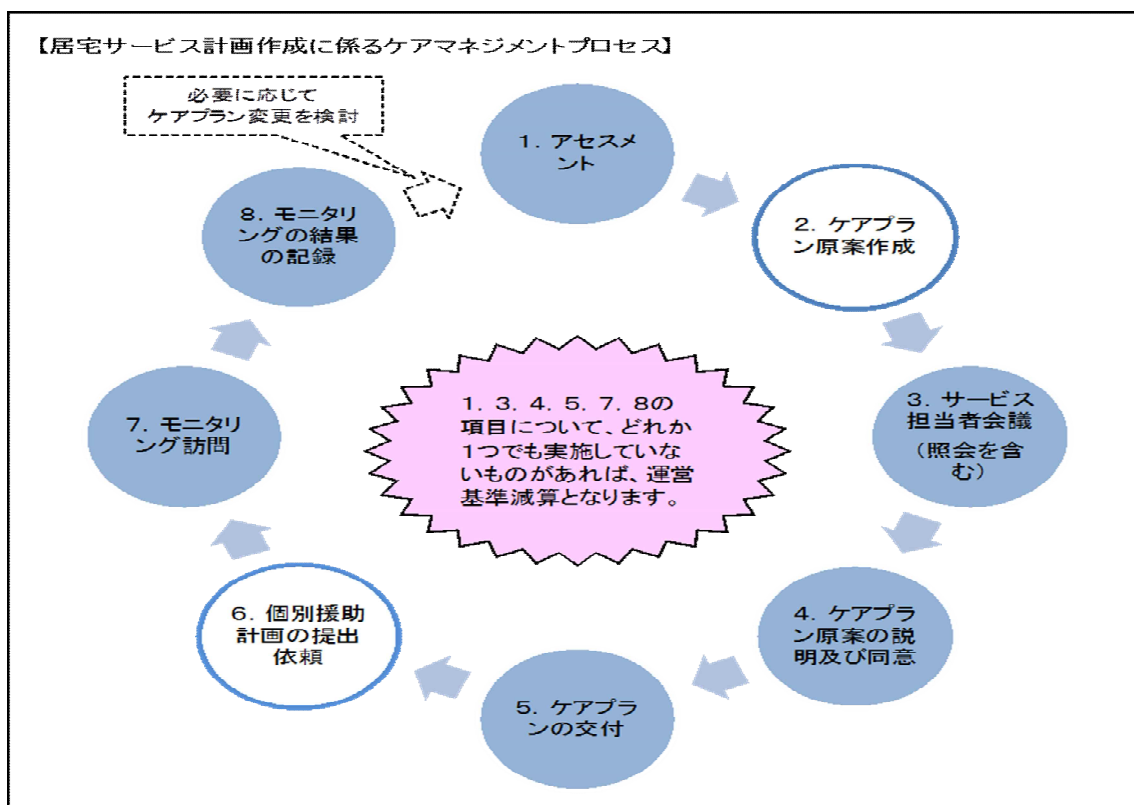 【居宅サービス計画作成に係るケアマネジメントプロセス】
必要に応じて
ケアプラン変更を検討
1．アセスメ
ント
2．ケアプラ
ン原案作成
3．サービス
担当者会議
（照会を含
む）
4．ケアプラ
ン原案の説
明及び同意
5．ケアプラ
ンの交付
6．個別援助
計画の提出
依頼
7．モニタリ
ング訪問
8．モニタリ
ングの結果
の記録
1．3．4．5．7．8の
項目について、どれか
1つでも実施していな
いものがあれば、運営
基準減算となります。